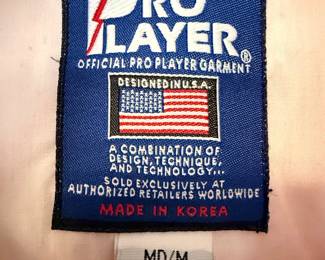 PRO
PLAYER®
OFFICIAL PRO PLAYER GARMENT
DESIGNED IN U.S.A.
A COMBINATION OF
DESIGN, TECHNIQUE,
AND TECHNOLOGY...
SOLD EXCLUSIVELY AT
AUTHORIZED RETAILERS WORLDWIDE
MADE IN KOREA
MD/M